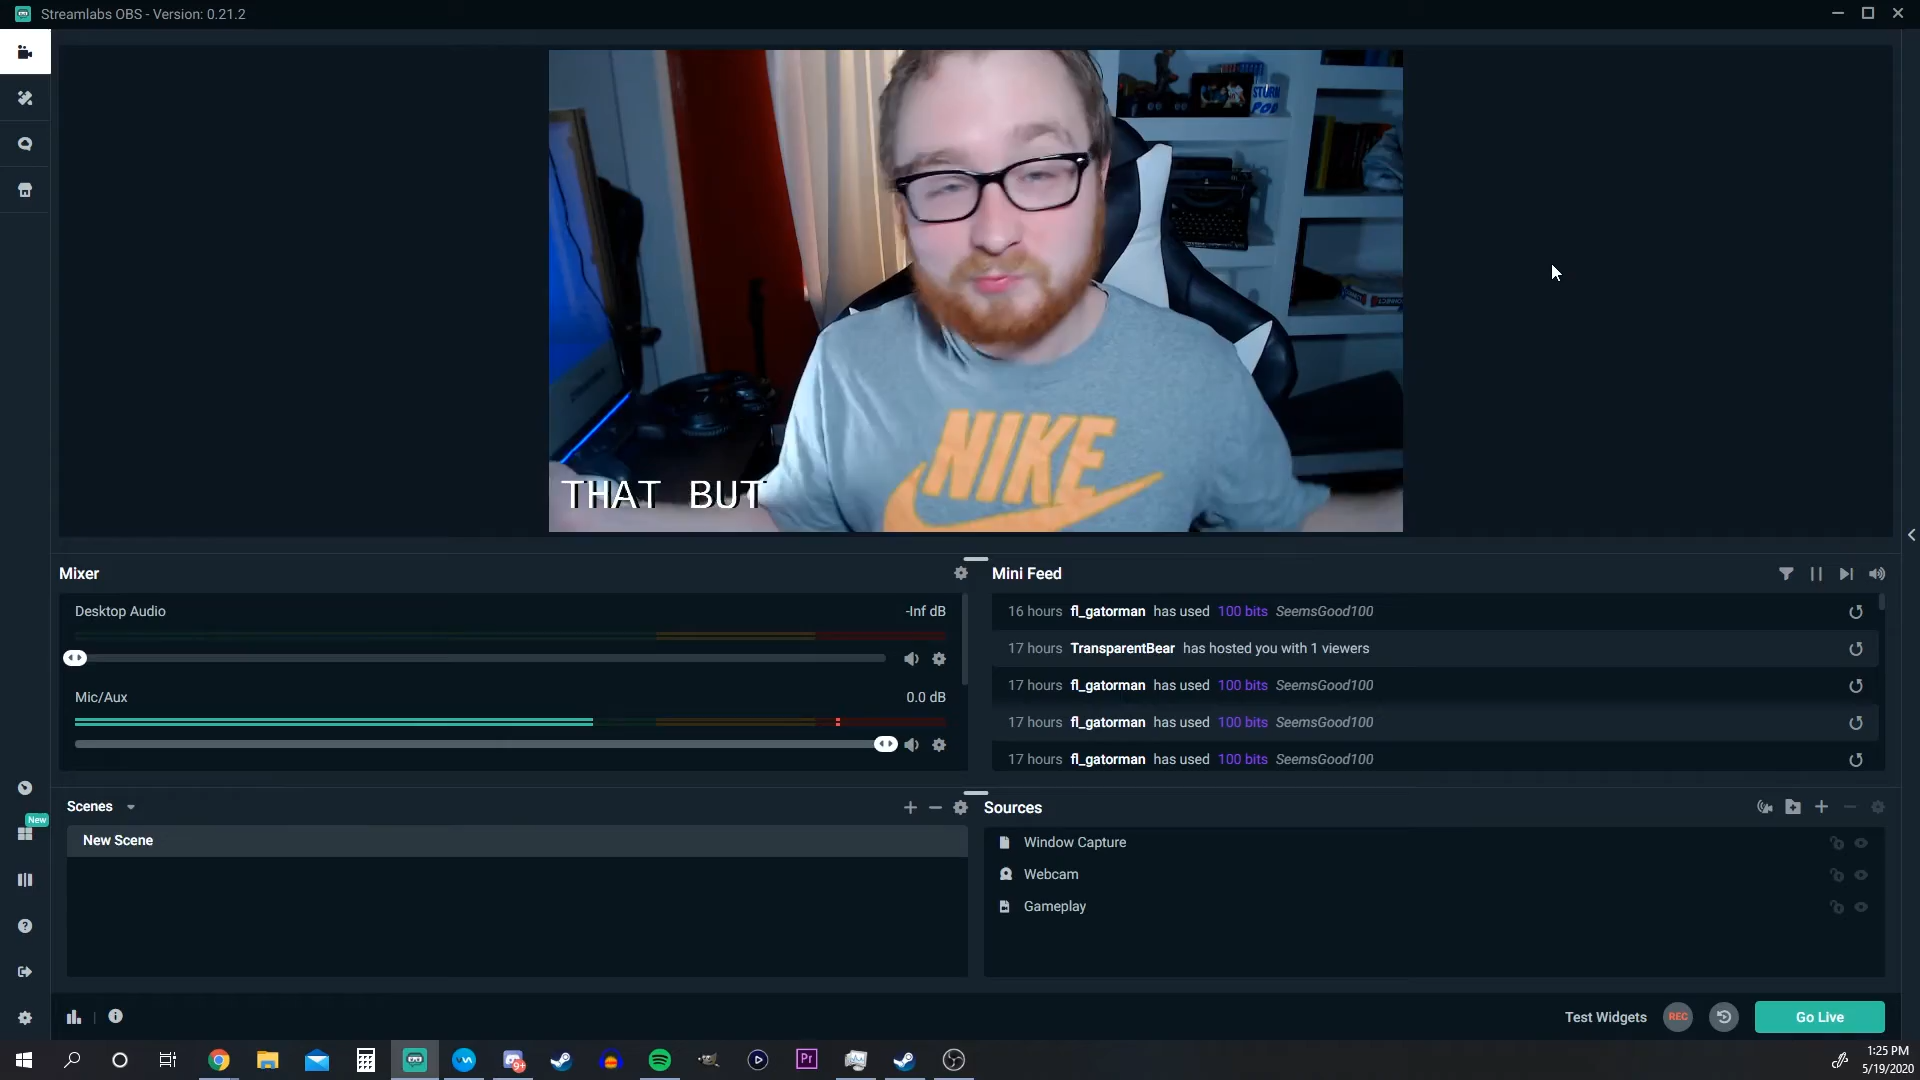 Streamlabs OBS - Version: 0.21.2
STURN
POD
NIKE
THAT BUT
Mixer
Desktop Audio
-Inf dB
Mic/Aux
0.0 dB
Mini Feed
16 hours fl_gatorman has used 100 bits SeemsGood100
17 hours TransparentBear has hosted you with 1 viewers
17 hours fl_gatorman has used 100 bits SeemsGood100
17 hours fl_gatorman has used 100 bits SeemsGood100
17 hours fl_gatorman has used 100 bits SeemsGood100
Scenes
New Scene
Sources
Window Capture
Webcam
Gameplay
New
Test Widgets
REC
Go Live
9+
Pr
1:25 PM
5/19/2020